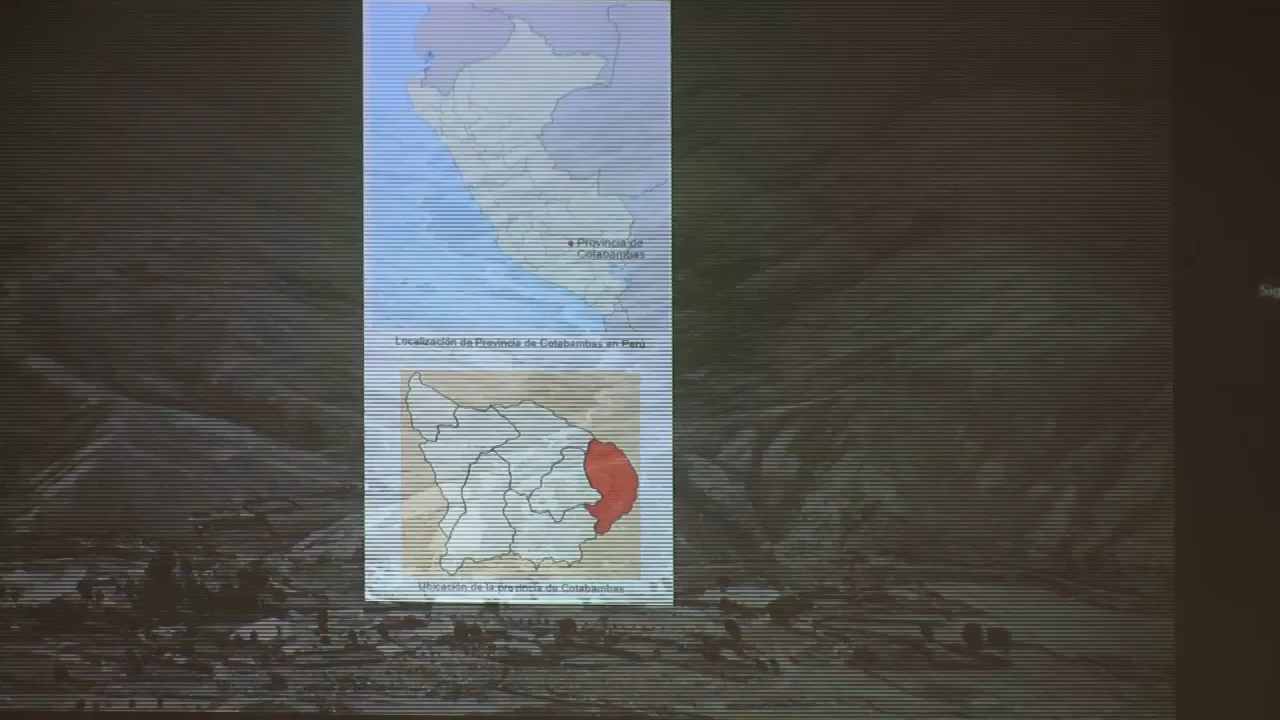 Provincia de
Cotabambas
Localización de Provincia de Cotabambas en Perú
Ubicación de la provincia de Cotabambas